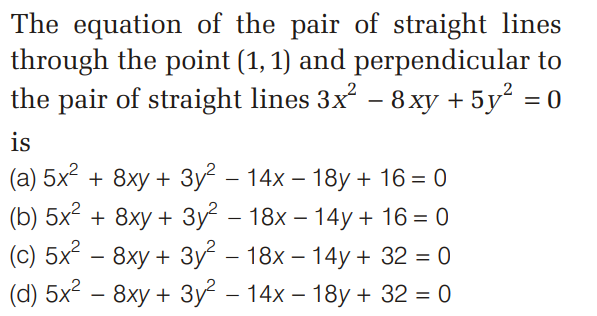 The equation of the pair of straight lines
through the point (1, 1) and perpendicular to
the pair of straight lines 3x² − 8xy + 5y² = 0
is
(a) 5x² + 8xy + 3y² − 14x − 18y + 16 = 0
(b) 5x² + 8xy + 3y² − 18x − 14y + 16 = 0
(c) 5x² − 8xy + 3y² − 18x − 14y + 32 = 0
(d) 5x² − 8xy + 3y² − 14x − 18y + 32 = 0